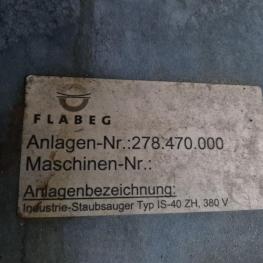 FLABEG
Anlagen-Nr.:278.470.000
Maschinen-Nr.:
Anlagenbezeichnung:
Industrie-Staubsauger Typ IS-40 ZH, 380 V